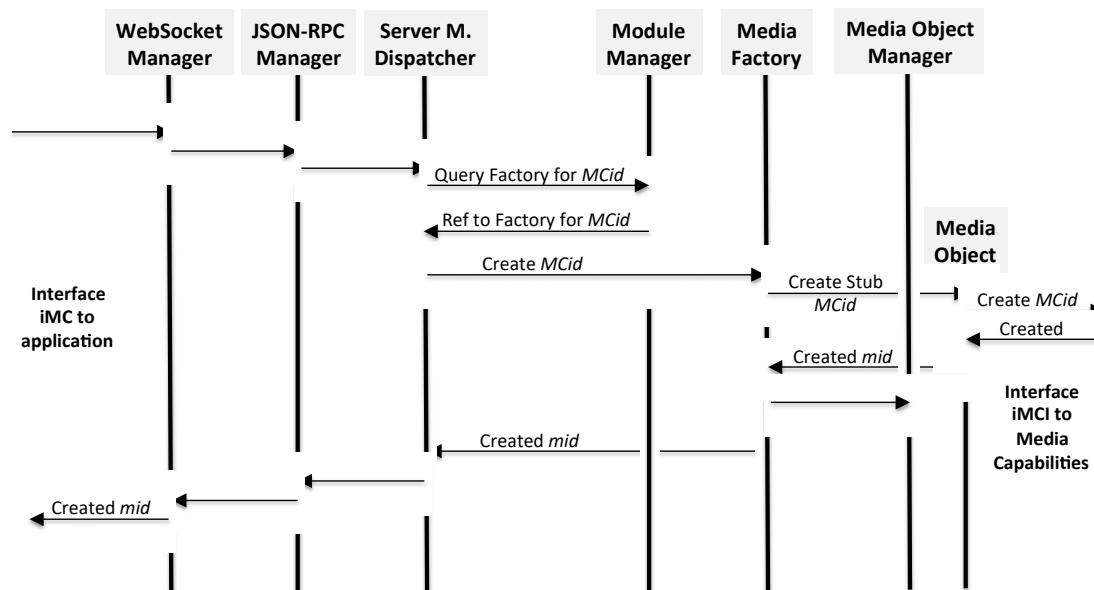 WebSocket
Manager
JSON-RPC
Manager
Server M.
Dispatcher
Module
Manager
Media
Factory
Media Object
Manager
Query Factory for MCid
Ref to Factory for MCid
Media
Object
Create MCid
Create Stub
MCid
Create MCid
Interface
iMC to
application
Created
Created mid
Interface
iMCI to
Media
Capabilities
Created mid
Created mid